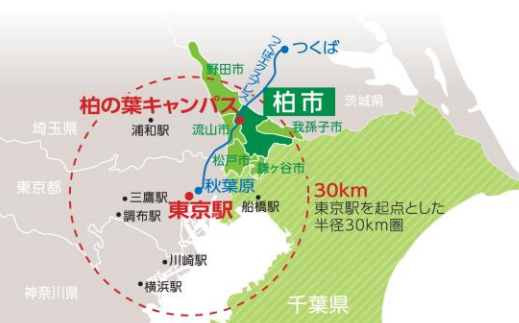 つくば
つくばエクスプレス
野田市
柏市
茨城県
柏の葉キャンパス
埼玉県
浦和駅
流山市
我孫子市
松戸市
鎌ヶ谷市
東京都
秋葉原
30km
三鷹駅
東京駅
船橋駅
東京駅を起点とした
調布駅
半径30km圏
川崎駅
神奈川県
横浜駅
千葉県